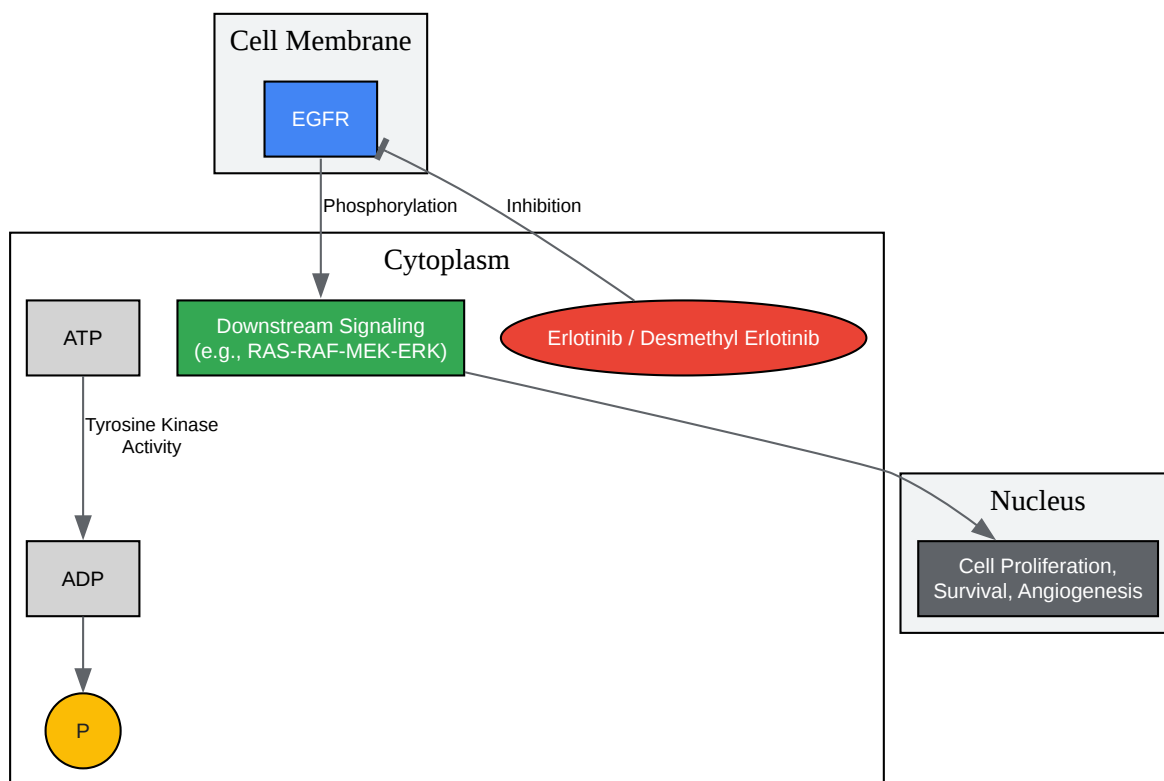 Cell Membrane
EGFR
Phosphorylation
Inhibition
Cytoplasm
ATP
Downstream Signaling
(e.g., RAS-RAF-MEK-ERK)
Erlotinib / Desmethyl Erlotinib
Tyrosine Kinase
Activity
Nucleus
ADP
Cell Proliferation,
Survival, Angiogenesis
P